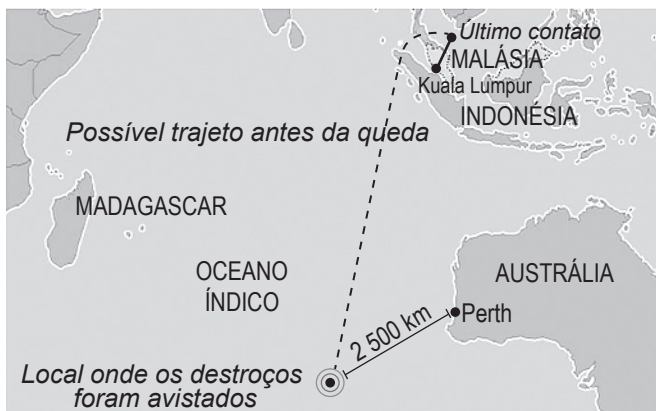 Último contato
MALÁSIA
Kuala Lumpur
INDONÉSIA
Possível trajeto antes da queda
MADAGASCAR
OCEANO
ÍNDICO
AUSTRÁLIA
Perth
2 500 km
Local onde os destroços
foram avistados